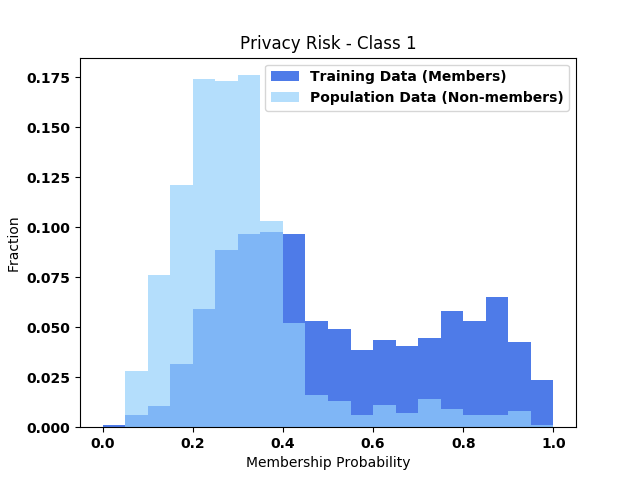 Privacy Risk - Class 1
Training Data (Members)
Population Data (Non-members)
0.175
0.150
0.125
0.100
0.075
0.050
0.025
0.000
Fraction
0.0 0.2 0.4 0.6 0.8 1.0
Membership Probability